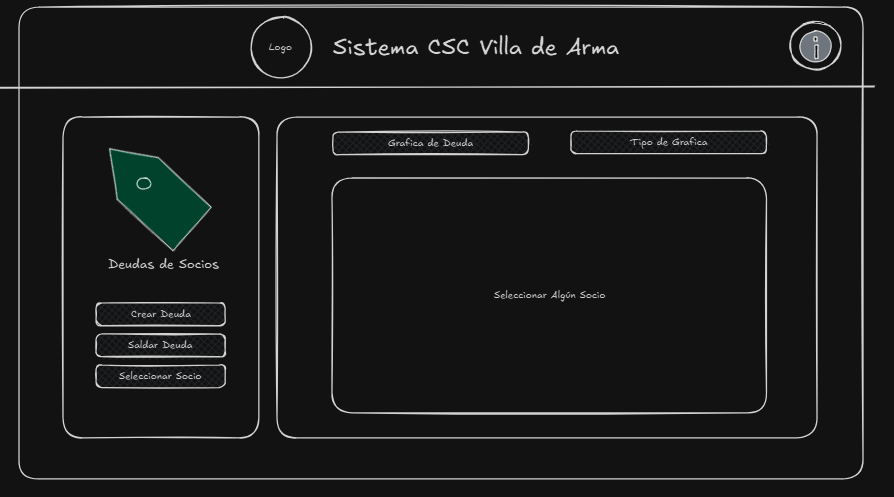 Logo
Sistema CSC Villa de Arma
i
Grafica de Deuda
Tipo de Grafica
Deudas de Socios
Crear Deuda
Saldar Deuda
Seleccionar Socio
Seleccionar Algún Socio